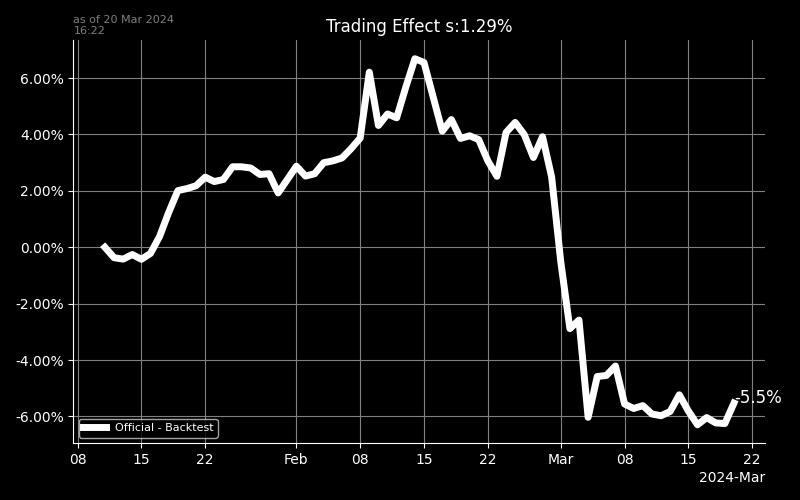 as of 20 Mar 2024
16:22
Trading Effect s:1.29%
6.00%
4.00%
2.00%
0.00%
-2.00%
-4.00%
-6.00%
-5.5%
Official - Backtest
08 15 22 Feb 08 15 22 Mar 08 15 22
2024-Mar